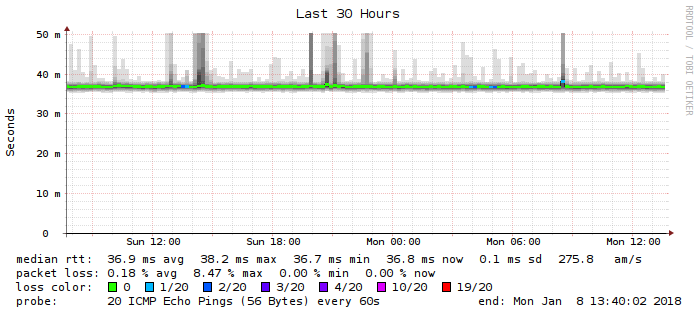 Last 30 Hours
RRDTOOL / TOBI OETIKER
Seconds
50 m
40 m
30 m
20 m
10 m
0
Sun 12:00 Sun 18:00 Mon 00:00 Mon 06:00 Mon 12:00
median rtt: 36.9 ms avg 38.2 ms max 36.7 ms min 36.8 ms now 0.1 ms sd 275.8 am/s
packet loss: 0.18 % avg 8.47 % max 0.00 % min 0.00 % now
loss color: 0 1/20 2/20 3/20 4/20 10/20 19/20
probe: 20 ICMP Echo Pings (56 Bytes) every 60s end: Mon Jan 8 13:40:02 2018